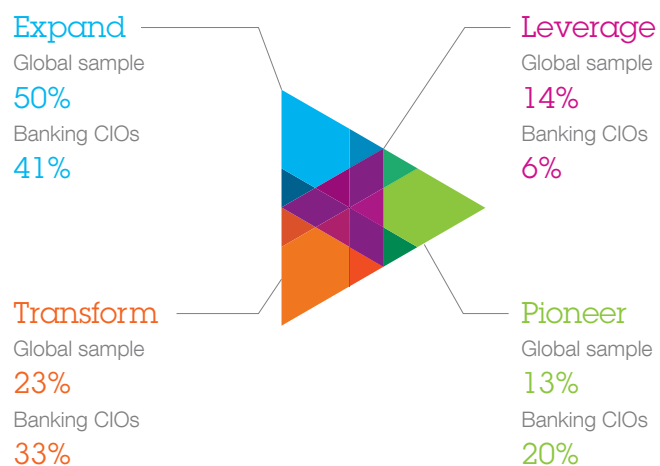 Expand
Global sample
50%
Banking CIOs
41%
Leverage
Global sample
14%
Banking CIOs
6%
Transform
Global sample
23%
Banking CIOs
33%
Pioneer
Global sample
13%
Banking CIOs
20%